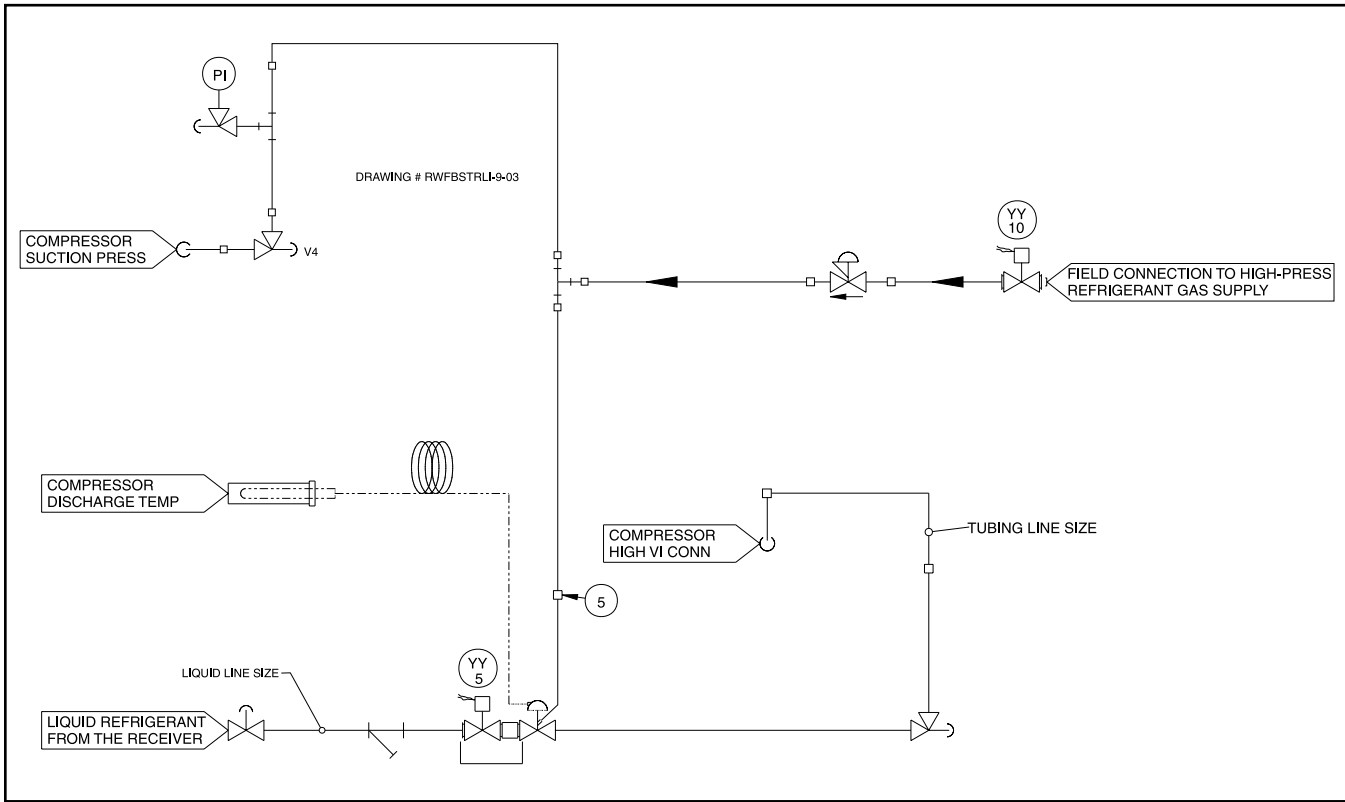 PI
DRAWING # RWFBSTRLI-9-03
COMPRESSOR
SUCTION PRESS
V4
YY
10
FIELD CONNECTION TO HIGH-PRESS
REFRIGERANT GAS SUPPLY
COMPRESSOR
DISCHARGE TEMP
COMPRESSOR
HIGH VI CONN
TUBING LINE SIZE
5
YY
5
LIQUID LINE SIZE
LIQUID REFRIGERANT
FROM THE RECEIVER